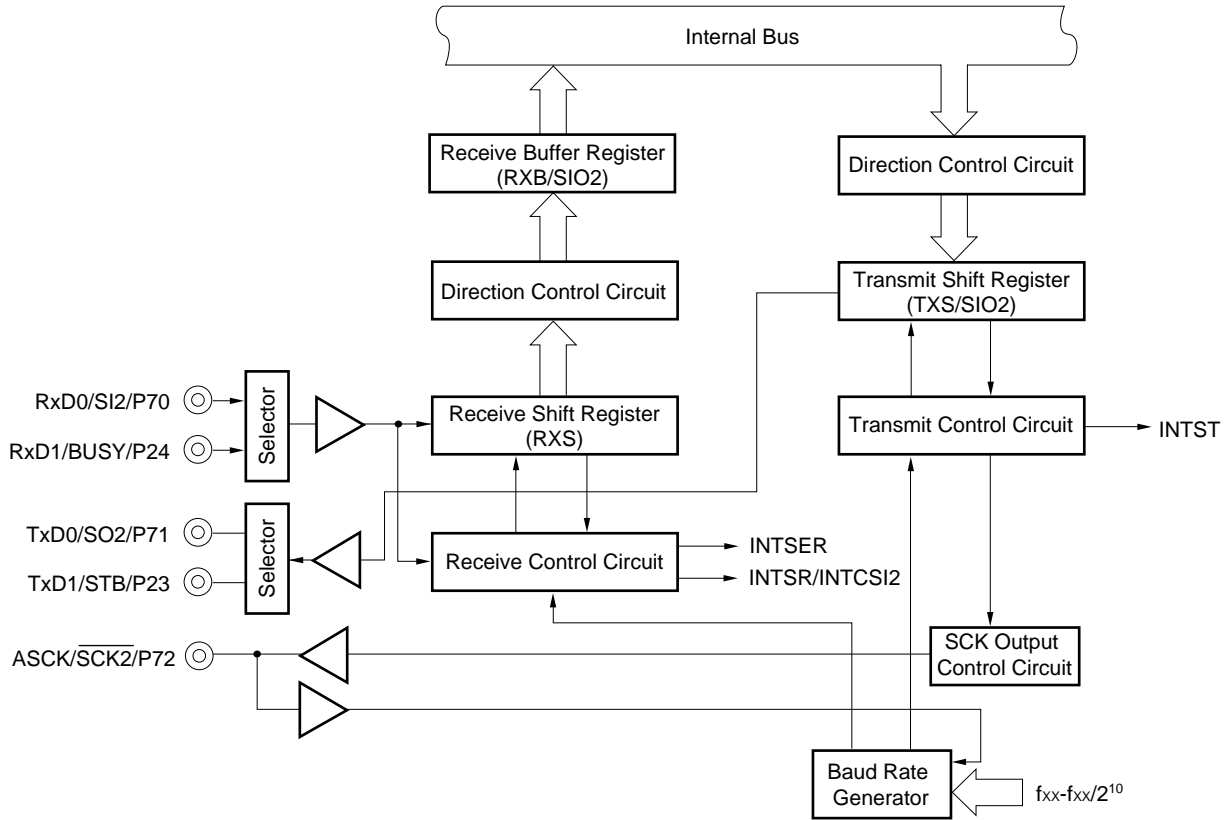 Internal Bus
Receive Buffer Register
(RXB/SIO2)
Direction Control Circuit
Direction Control Circuit
Transmit Shift Register
(TXS/SIO2)
RxD0/SI2/P70
RxD1/BUSY/P24
Selector
Receive Shift Register
(RXS)
Transmit Control Circuit
INTST
TxD0/SO2/P71
TxD1/STB/P23
Selector
Receive Control Circuit
INTSER
INTSR/INTCSI2
ASCK/S̅C̅K̅2̅/P72
SCK Output
Control Circuit
Baud Rate
Generator
fxx-fxx/2¹⁰